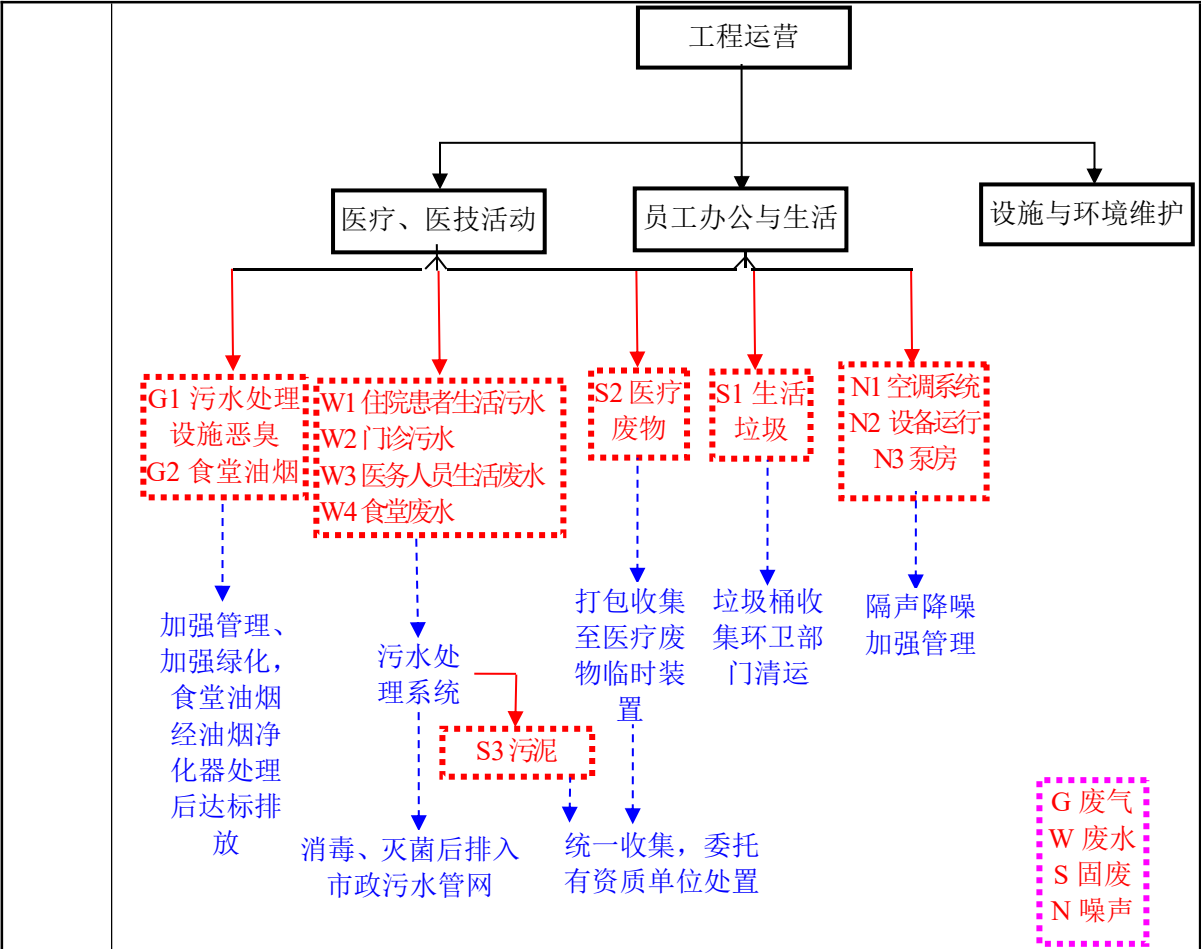 工程运营
医疗、医技活动
员工办公与生活
设施与环境维护
G1 污水处理
设施恶臭
G2 食堂油烟
W1 住院患者生活污水
W2 门诊污水
W3 医务人员生活废水
W4 食堂废水
S2 医疗
废物
S1 生活
垃圾
N1 空调系统
N2 设备运行
N3 泵房
加强管理、
加强绿化，
食堂油烟
经油烟净
化器处理
后达标排
放
污水处
理系统
打包收集
至医疗废
物临时装
置
垃圾桶收
集环卫部
门清运
隔声降噪
加强管理
S3 污泥
消毒、灭菌后排入
市政污水管网
统一收集，委托
有资质单位处置
G 废气
W 废水
S 固废
N 噪声